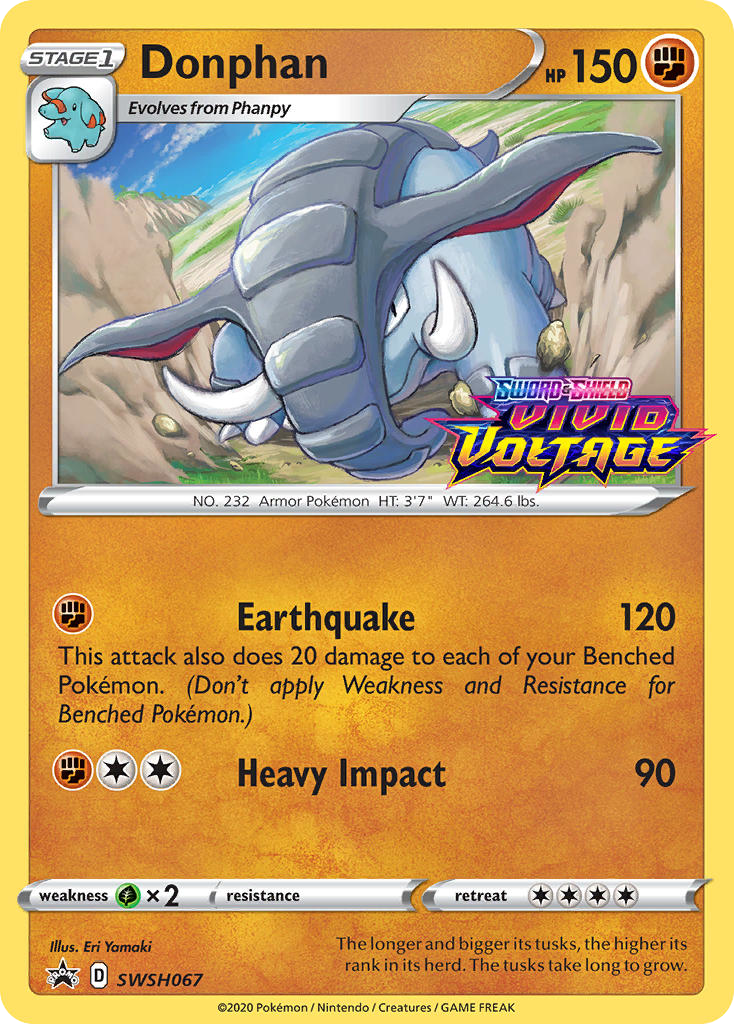 STAGE1
Donphan
HP 150
Evolves from Phanpy
SWORD & SHIELD
VIVID
VOLTAGE
NO. 232 Armor Pokémon HT: 3'7" WT: 264.6 lbs.
Earthquake 120
This attack also does 20 damage to each of your Benched
Pokémon. (Don't apply Weakness and Resistance for
Benched Pokémon.)
Heavy Impact 90
weakness ×2 resistance retreat
Illus. Eri Yamaki
The longer and bigger its tusks, the higher its
rank in its herd. The tusks take long to grow.
PROMO
D
SWSH067
©2020 Pokémon / Nintendo / Creatures / GAME FREAK